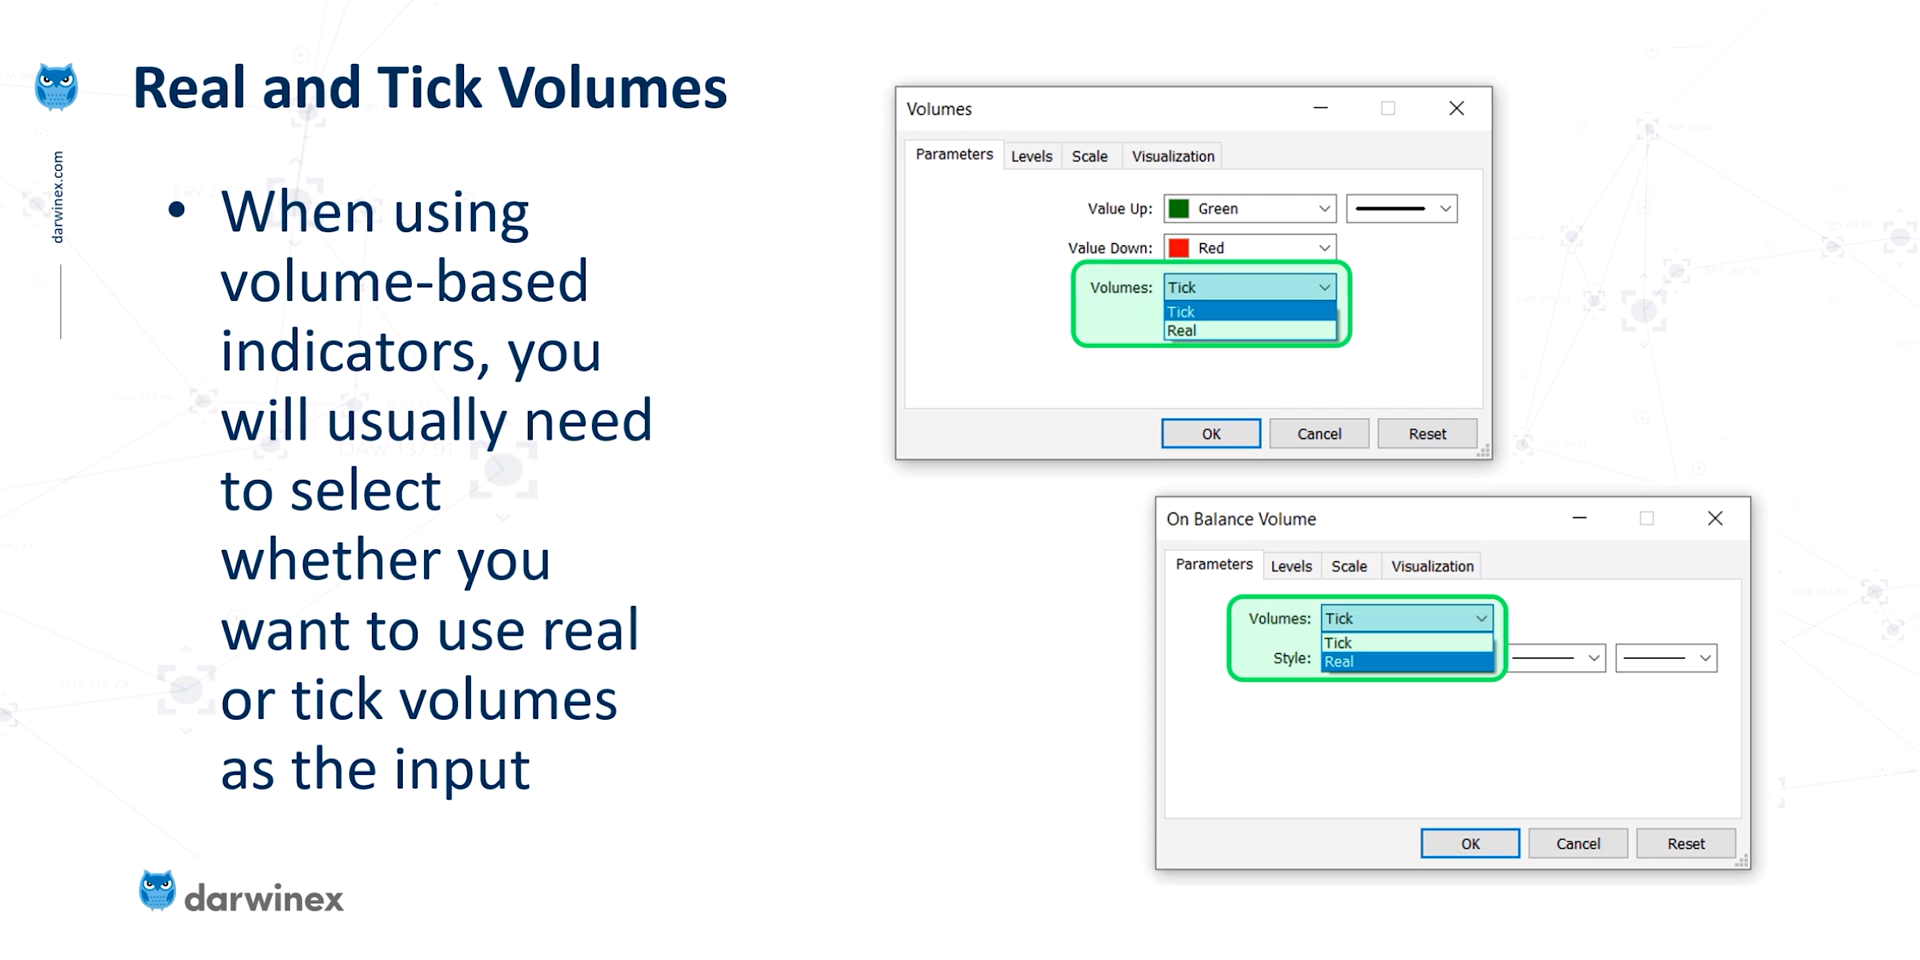 Real and Tick Volumes
darwinex.com
• When using
volume-based
indicators, you
will usually need
to select
whether you
want to use real
or tick volumes
as the input
darwinex
Volumes
Parameters Levels Scale Visualization
Value Up: Green
Value Down: Red
Volumes: Tick
Tick
Real
OK Cancel Reset
On Balance Volume
Parameters Levels Scale Visualization
Volumes: Tick
Tick
Style: Real
OK Cancel Reset